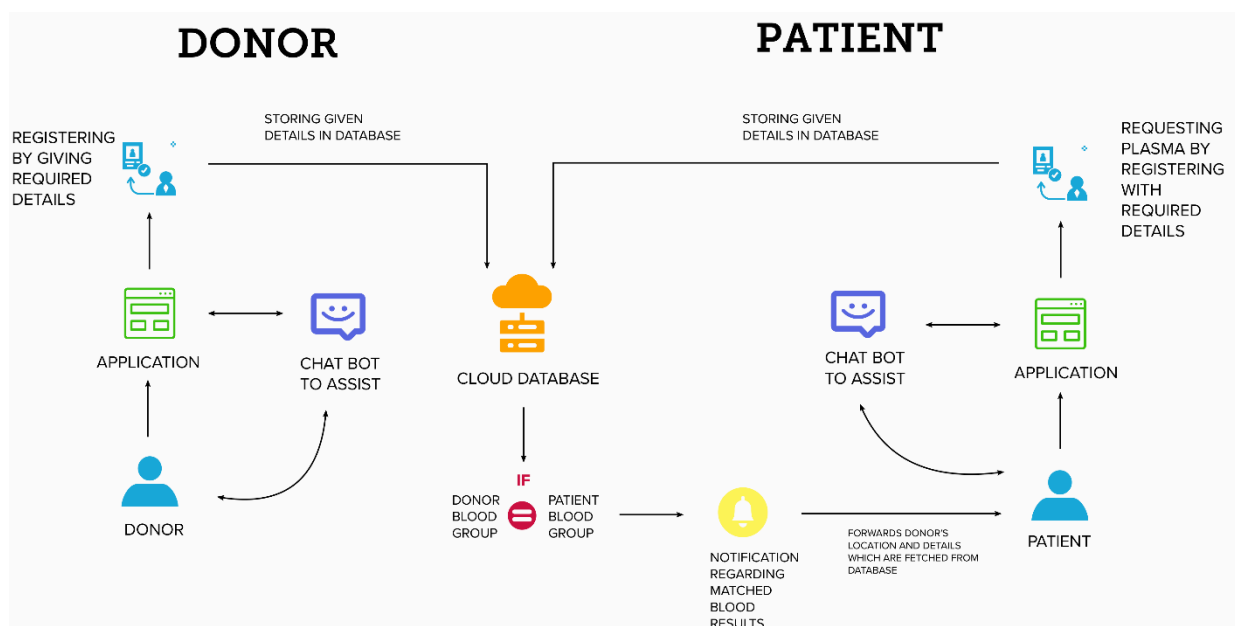 DONOR
PATIENT
STORING GIVEN
DETAILS IN DATABASE
STORING GIVEN
DETAILS IN DATABASE
REGISTERING
BY GIVING
REQUIRED
DETAILS
REQUESTING
PLASMA BY
REGISTERING
WITH
REQUIRED
DETAILS
APPLICATION
CHAT BOT
TO ASSIST
CLOUD DATABASE
CHAT BOT
TO ASSIST
APPLICATION
DONOR
IF
DONOR
BLOOD
GROUP
PATIENT
BLOOD
GROUP
NOTIFICATION
REGARDING
MATCHED
BLOOD
RESULTS
FORWARDS DONOR'S
LOCATION AND DETAILS
WHICH ARE FETCHED FROM
DATABASE
PATIENT